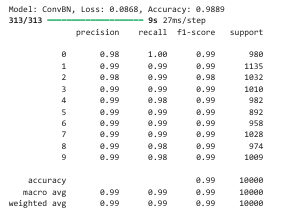 Model: ConvBN, Loss: 0.0868, Accuracy: 0.9889
313/313 ━━━━━━━━━━━━━━━━━━━━ 9s 27ms/step
precision recall f1-score support
0 0.98 1.00 0.99 980
1 0.99 0.99 0.99 1135
2 0.98 0.98 0.98 1032
3 0.99 0.99 0.99 1010
4 0.98 0.99 0.99 982
5 0.99 0.99 0.99 892
6 0.99 0.99 0.99 958
7 0.99 0.99 0.99 1028
8 0.98 0.99 0.98 974
9 0.99 0.98 0.99 1009
accuracy 0.99 10000
macro avg 0.99 0.99 0.99 10000
weighted avg 0.99 0.99 0.99 10000